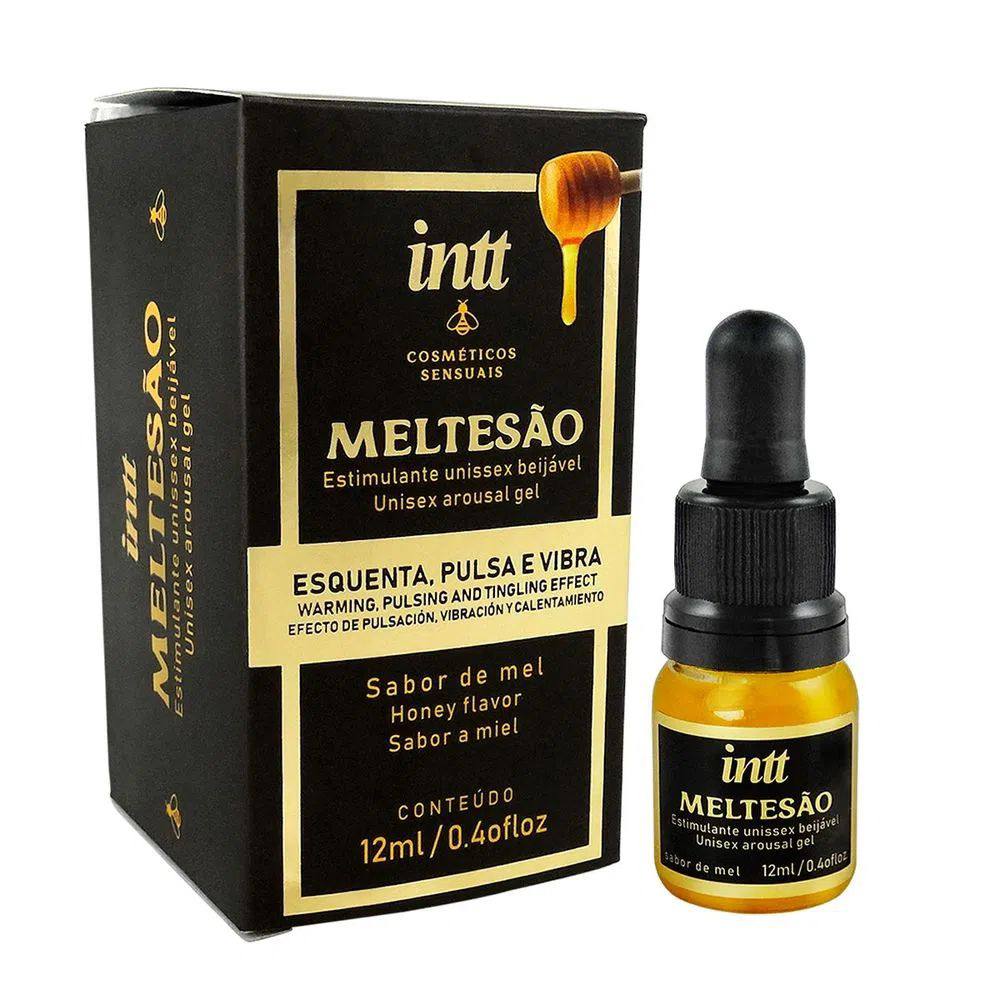 intt
MELTESÃO
Estimulante unissex beijável
Unisex arousal gel
intt
COSMÉTICOS
SENSUAIS
MELTESÃO
Estimulante unissex beijável
Unisex arousal gel
ESQUENTA, PULSA E VIBRA
WARMING, PULSING AND TINGLING EFFECT
EFECTO DE PULSACIÓN, VIBRACIÓN Y CALENTAMIENTO
Sabor de mel
Honey flavor
Sabor a miel
CONTEÚDO
12ml/0.4ofloz
intt
MELTESÃO
Estimulante unissex beijável
Unisex arousal gel
sabor de mel 12ml/0.4ofloz